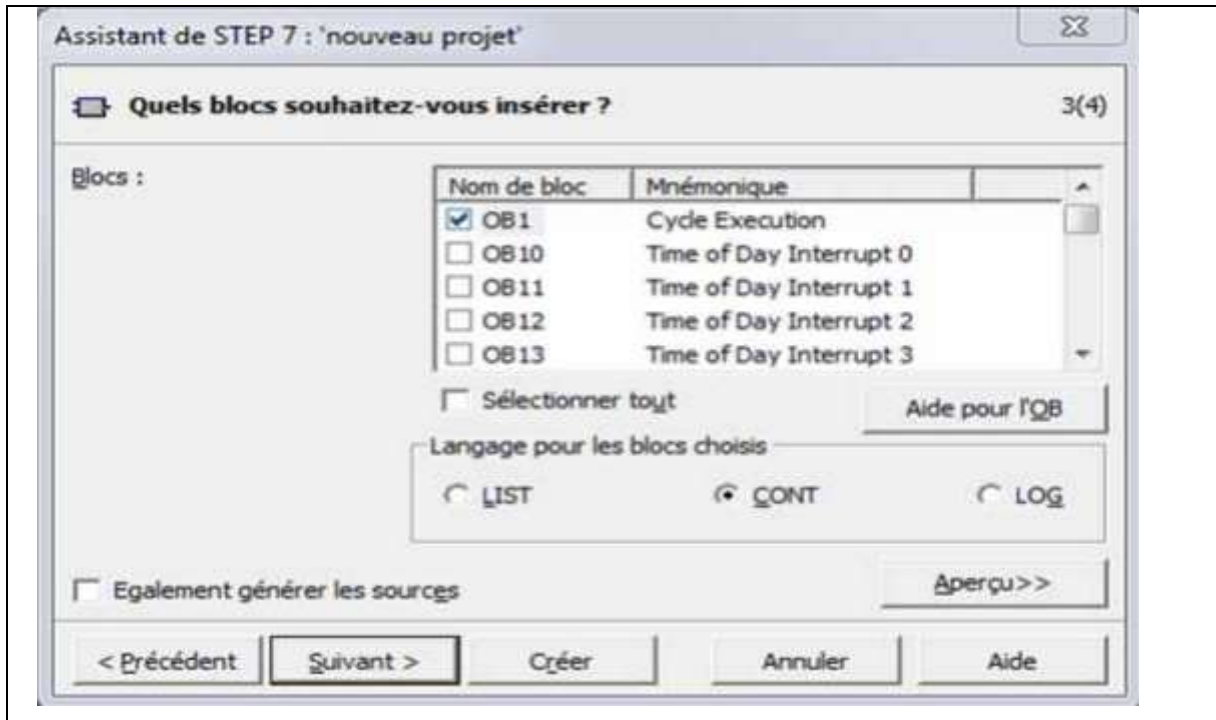 Assistant de STEP 7 : 'nouveau projet'
Quels blocs souhaitez-vous insérer ?
3(4)
Blocs :
Nom de bloc Mnémonique
OB1 Cycle Execution
OB10 Time of Day Interrupt 0
OB11 Time of Day Interrupt 1
OB12 Time of Day Interrupt 2
OB13 Time of Day Interrupt 3
Sélectionner tout
Aide pour l'OB
Langage pour les blocs choisis
LIST CONT LOG
Egalement générer les sources
Aperçu>>
< Précédent Suivant > Créer Annuler Aide